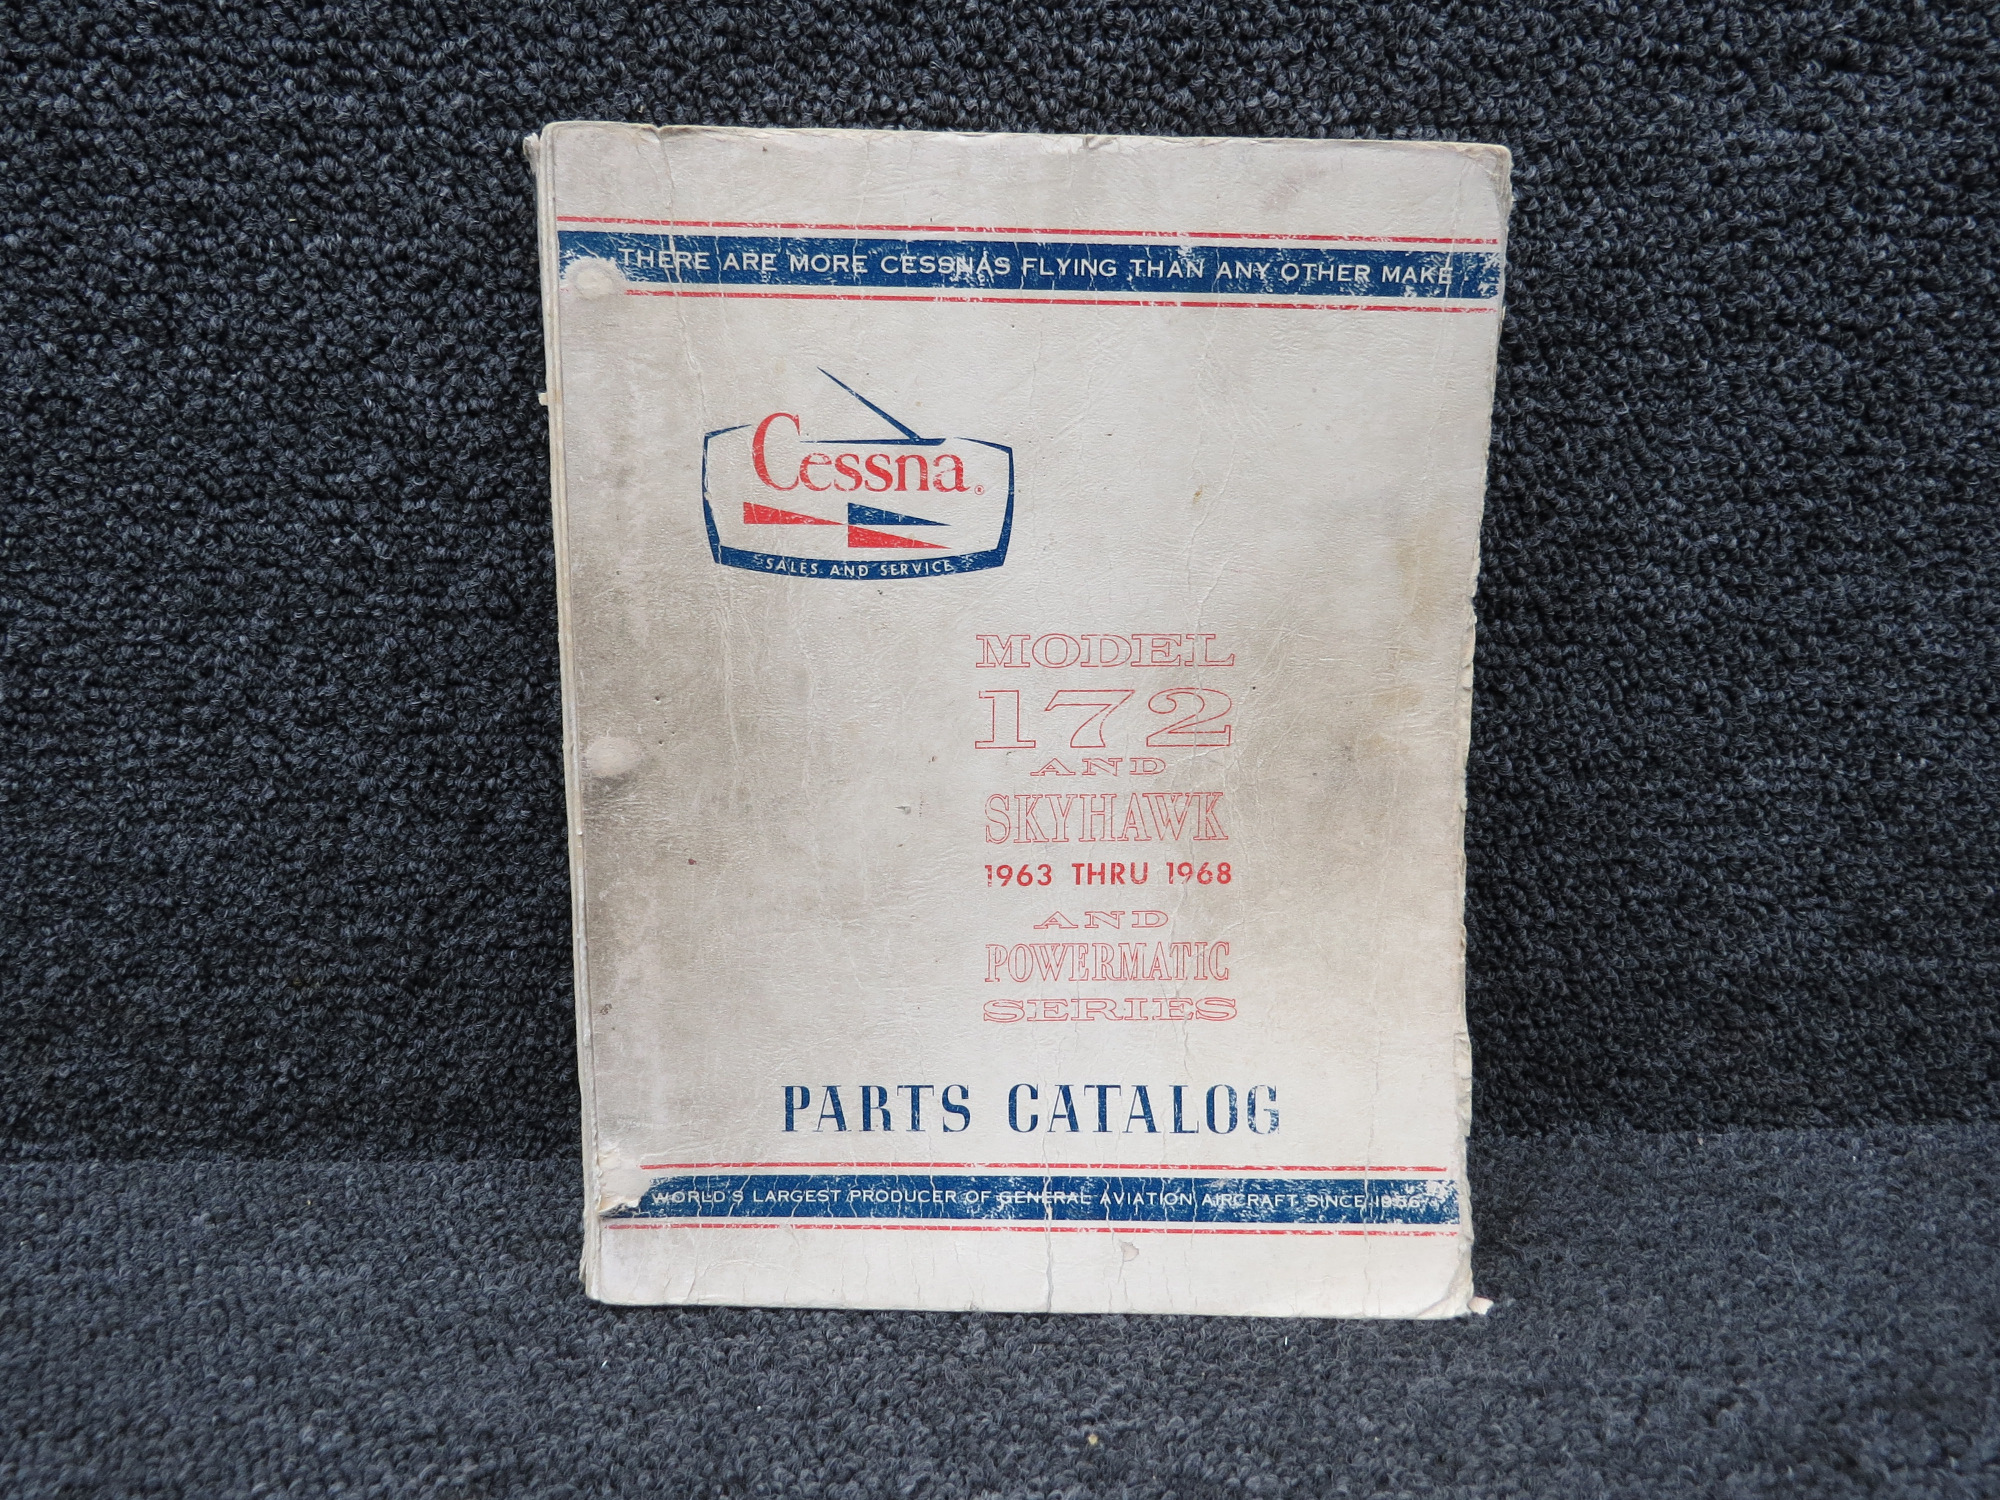 THERE ARE MORE CESSNAS FLYING THAN ANY OTHER MAKE
Cessna®
SALES AND SERVICE
MODEL
172
AND
SKYHAWK
1963 THRU 1968
AND
POWERMATIC
SERIES
PARTS CATALOG
WORLD'S LARGEST PRODUCER OF GENERAL AVIATION AIRCRAFT SINCE 1956